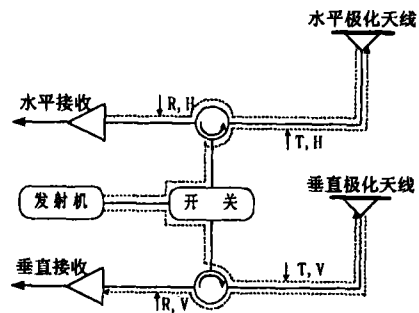 水平极化天线
水平接收
R, H
T, H
发射机
开 关
垂直极化天线
垂直接收
T, V
R, V